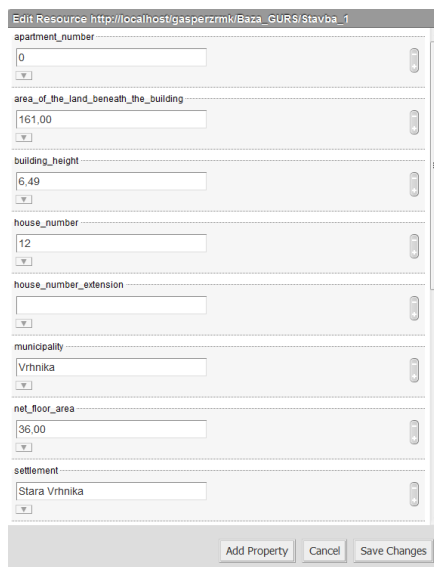 Edit Resource http://localhost/gasperzrmk/Baza_GURS/Stavba_1
apartment_number
0
area_of_the_land_beneath_the_building
161,00
building_height
6,49
house_number
12
house_number_extension
municipality
Vrhnika
net_floor_area
36,00
settlement
Stara Vrhnika
Add Property Cancel Save Changes